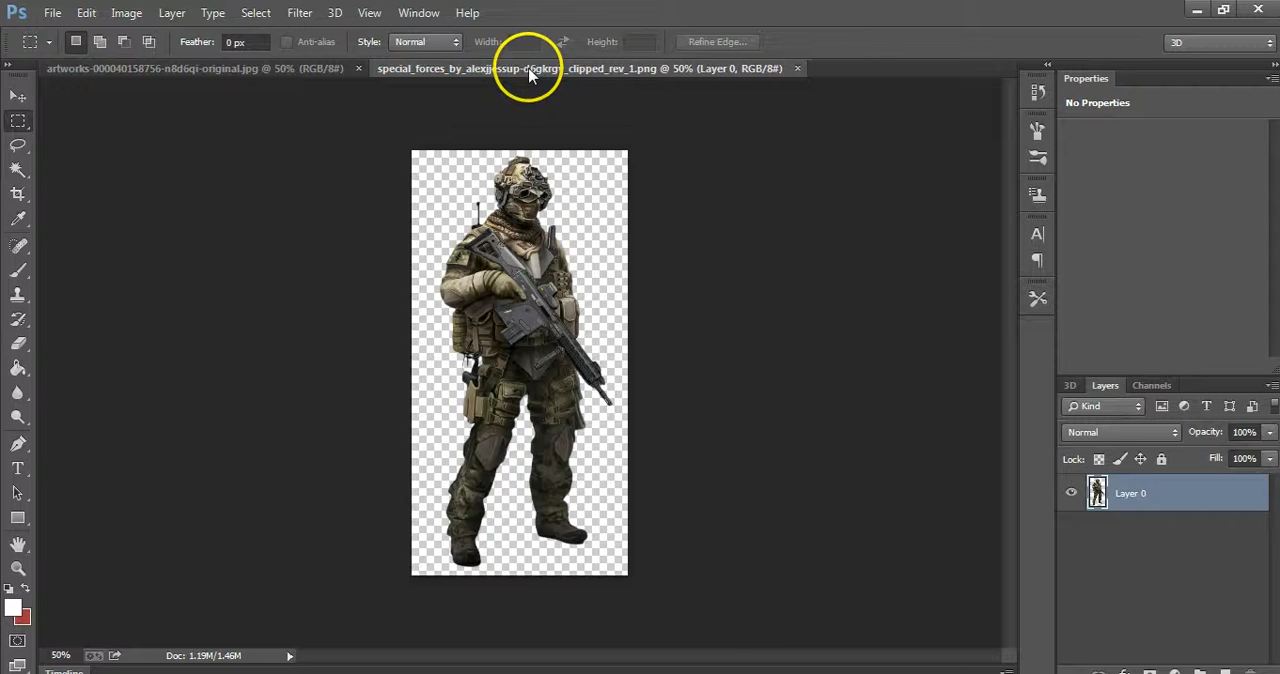 Ps File Edit Image Layer Type Select Filter 3D View Window Help
Feather: 0 px Anti-alias Style: Normal Width: Height: Refine Edge... 3D
artworks-000040158756-n8d6qi-original.jpg @ 50% (RGB/8#) × special_forces_by_alexjjessup- _clipped_rev_1.png @ 50% (Layer 0, RGB/8#) ×
Properties
No Properties
3D Layers Channels
Kind
Normal Opacity: 100%
Lock: Fill: 100%
Layer 0
50% Doc: 1.19M/1.46M
Timeline